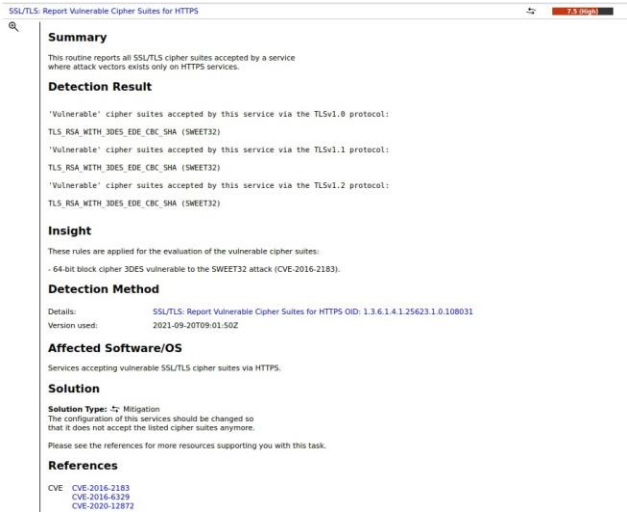 SSL/TLS: Report Vulnerable Cipher Suites for HTTPS
7.5 (High)
Summary
This routine reports all SSL/TLS cipher suites accepted by a service
where attack vectors exists only on HTTPS services.
Detection Result
'Vulnerable' cipher suites accepted by this service via the TLSv1.0 protocol:
TLS_RSA_WITH_3DES_EDE_CBC_SHA (SWEET32)
'Vulnerable' cipher suites accepted by this service via the TLSv1.1 protocol:
TLS_RSA_WITH_3DES_EDE_CBC_SHA (SWEET32)
'Vulnerable' cipher suites accepted by this service via the TLSv1.2 protocol:
TLS_RSA_WITH_3DES_EDE_CBC_SHA (SWEET32)
Insight
These rules are applied for the evaluation of the vulnerable cipher suites:
- 64-bit block cipher 3DES vulnerable to the SWEET32 attack (CVE-2016-2183).
Detection Method
Details: SSL/TLS: Report Vulnerable Cipher Suites for HTTPS OID: 1.3.6.1.4.1.25623.1.0.108031
Version used: 2021-09-20T09:01:50Z
Affected Software/OS
Services accepting vulnerable SSL/TLS cipher suites via HTTPS.
Solution
Solution Type: Mitigation
The configuration of this services should be changed so
that it does not accept the listed cipher suites anymore.
Please see the references for more resources supporting you with this task.
References
CVE CVE-2016-2183
CVE-2016-6329
CVE-2020-12872